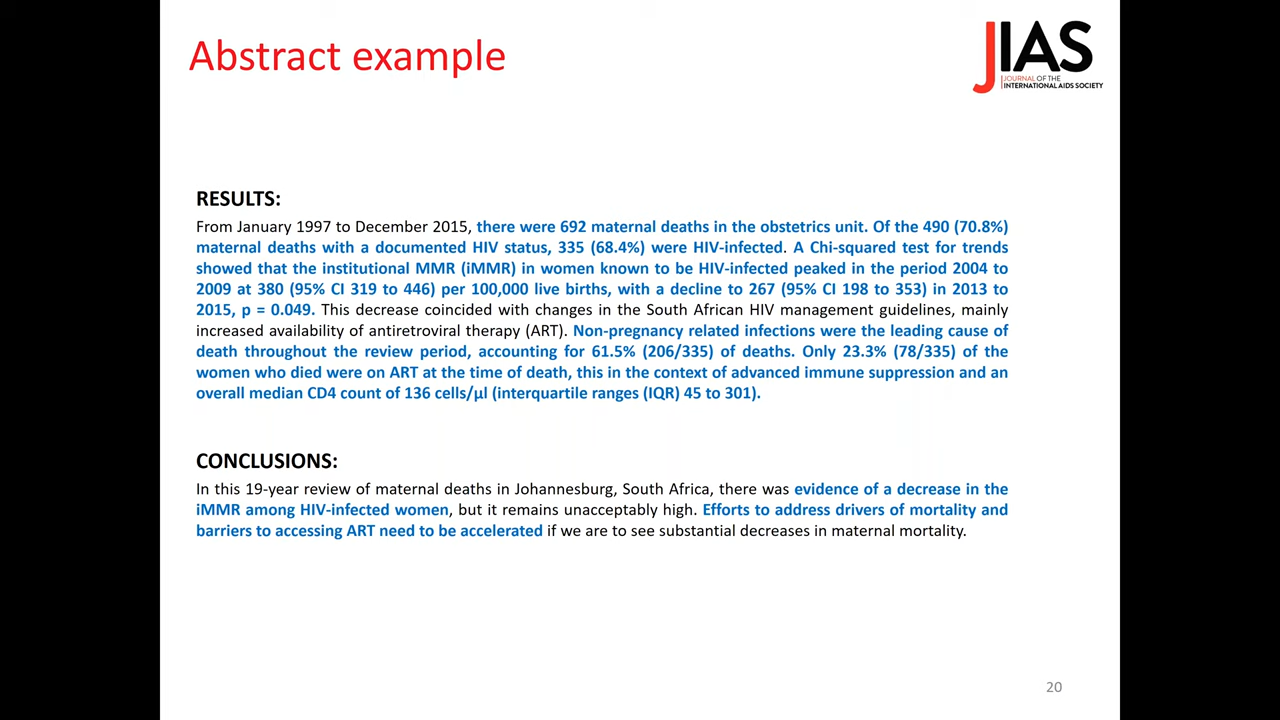 Abstract example
JIAS
JOURNAL OF THE
INTERNATIONAL AIDS SOCIETY
RESULTS:
From January 1997 to December 2015, there were 692 maternal deaths in the obstetrics unit. Of the 490 (70.8%)
maternal deaths with a documented HIV status, 335 (68.4%) were HIV-infected. A Chi-squared test for trends
showed that the institutional MMR (iMMR) in women known to be HIV-infected peaked in the period 2004 to
2009 at 380 (95% CI 319 to 446) per 100,000 live births, with a decline to 267 (95% CI 198 to 353) in 2013 to
2015, p = 0.049. This decrease coincided with changes in the South African HIV management guidelines, mainly
increased availability of antiretroviral therapy (ART). Non-pregnancy related infections were the leading cause of
death throughout the review period, accounting for 61.5% (206/335) of deaths. Only 23.3% (78/335) of the
women who died were on ART at the time of death, this in the context of advanced immune suppression and an
overall median CD4 count of 136 cells/μl (interquartile ranges (IQR) 45 to 301).
CONCLUSIONS:
In this 19-year review of maternal deaths in Johannesburg, South Africa, there was evidence of a decrease in the
iMMR among HIV-infected women, but it remains unacceptably high. Efforts to address drivers of mortality and
barriers to accessing ART need to be accelerated if we are to see substantial decreases in maternal mortality.
20